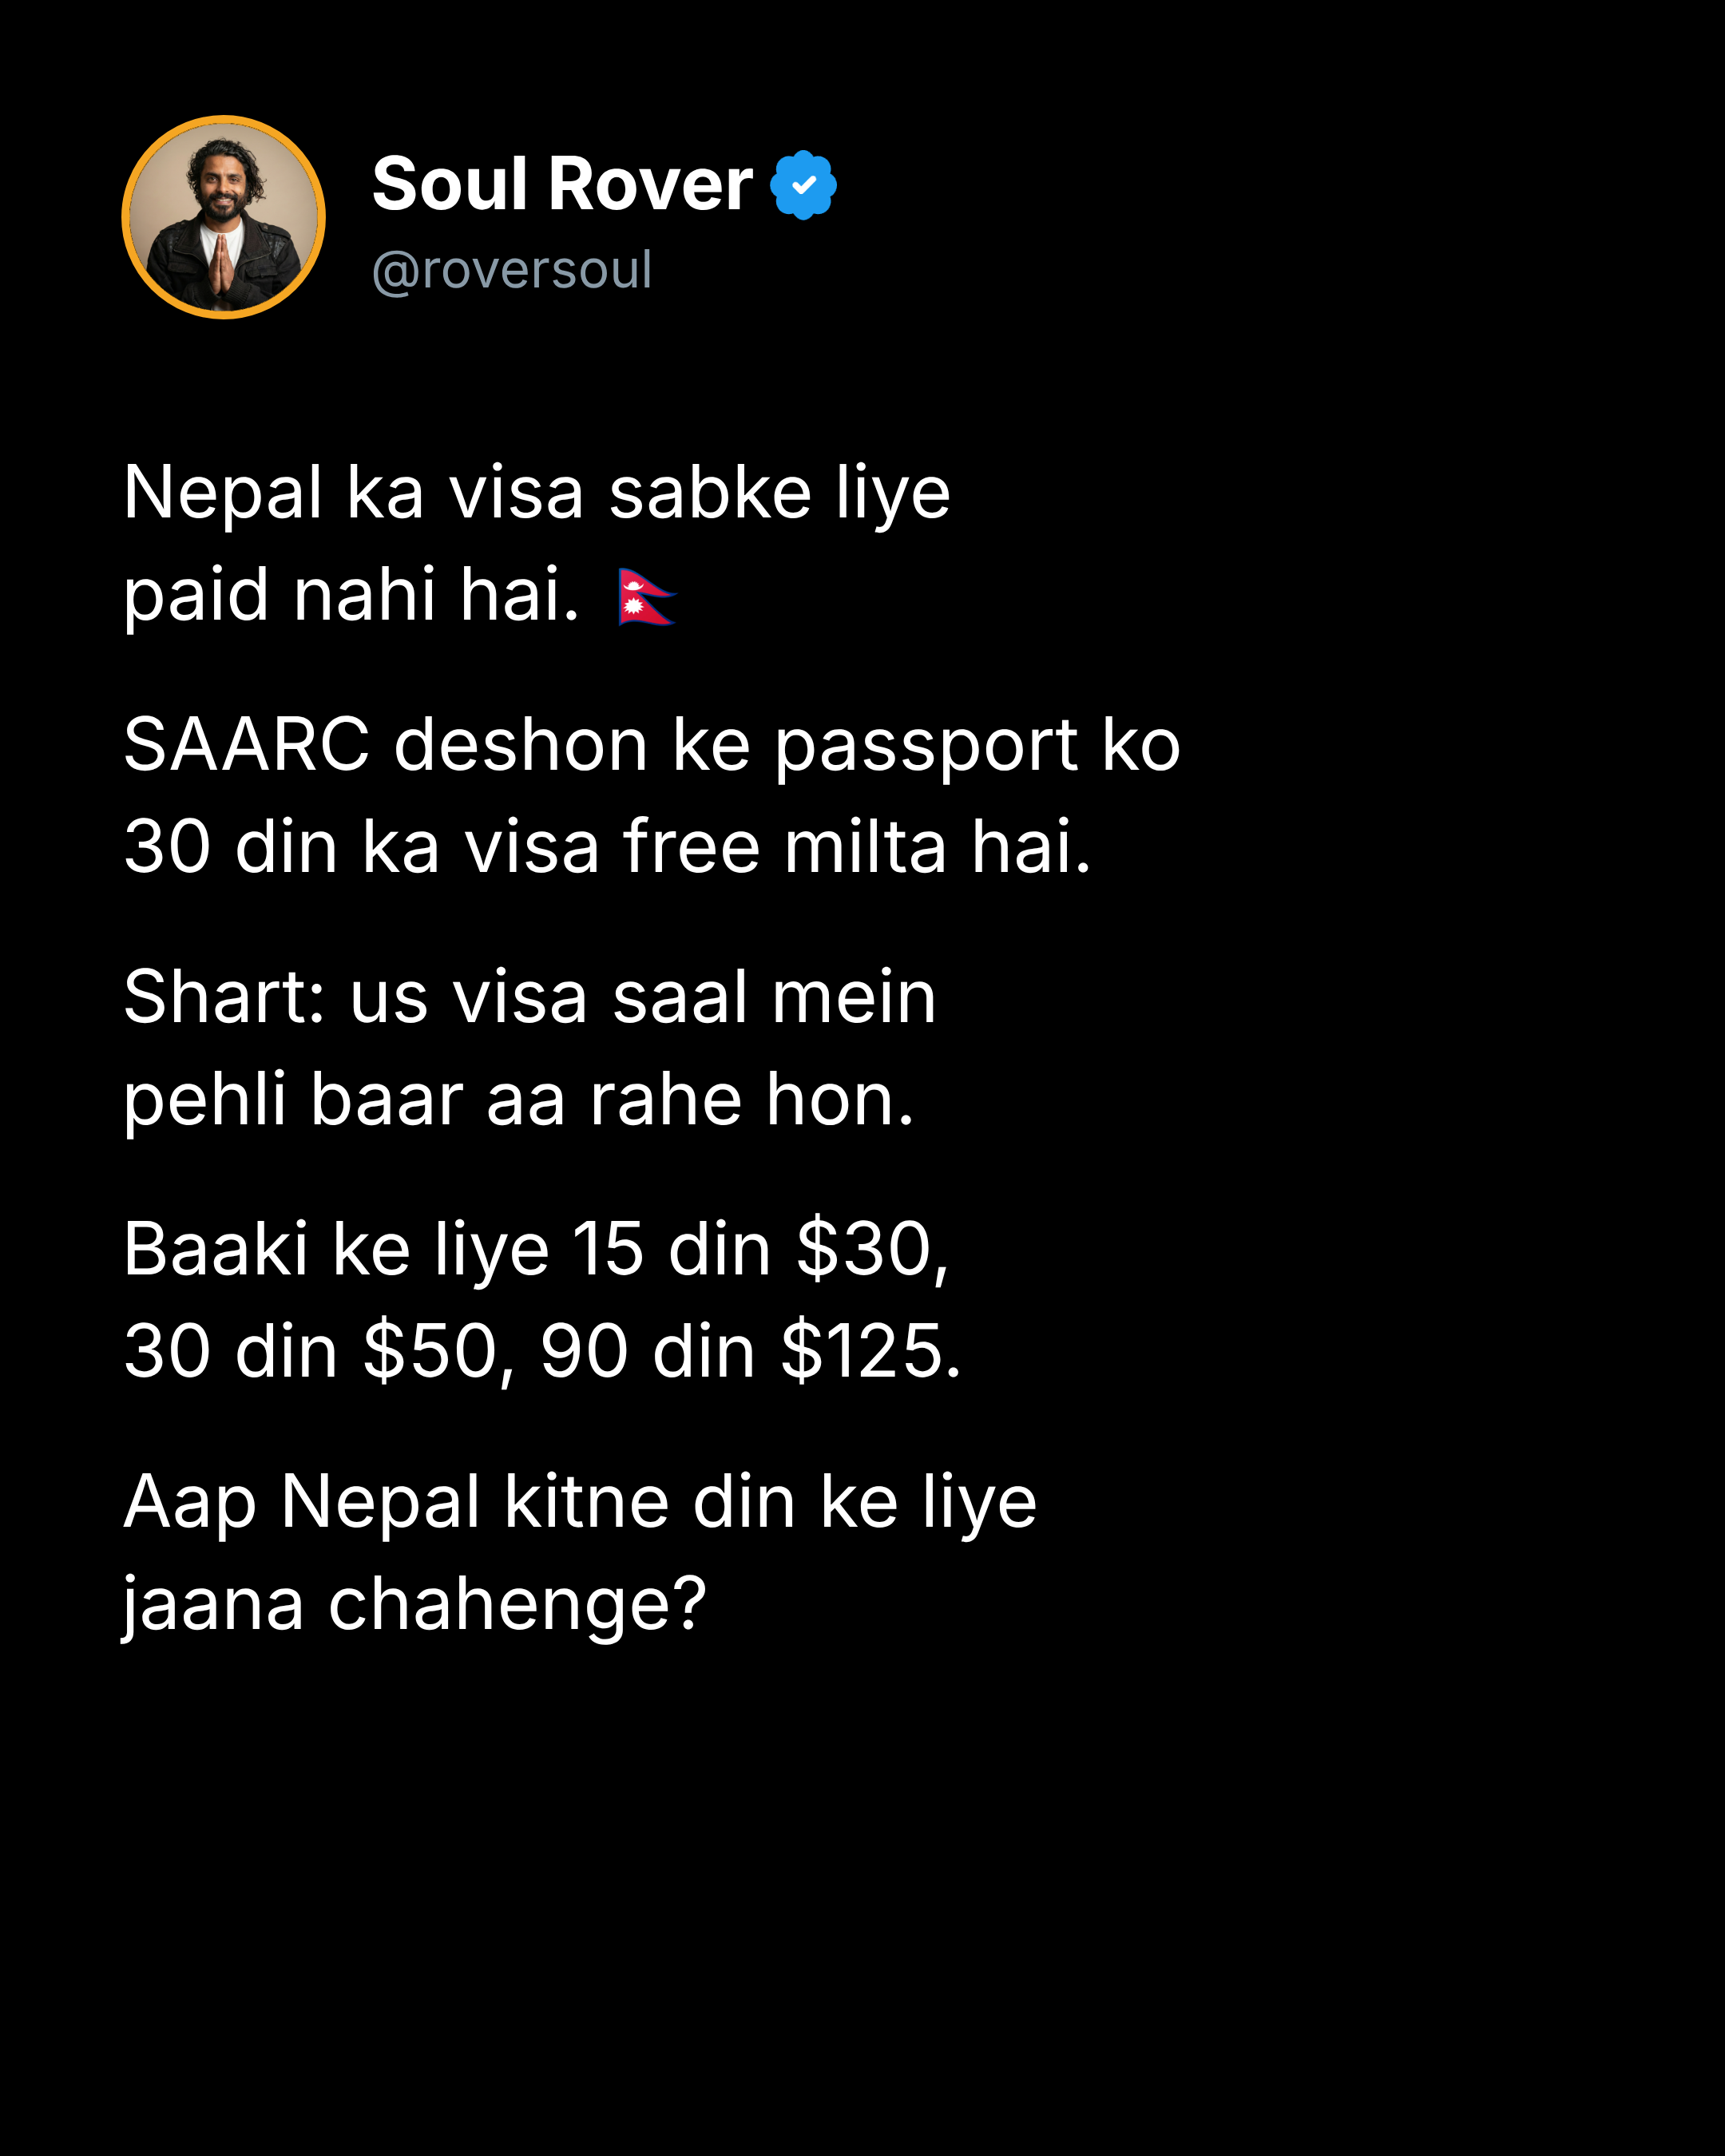 Soul Rover
@roversoul
Nepal ka visa sabke liye
paid nahi hai. 🇳🇵
SAARC deshon ke passport ko
30 din ka visa free milta hai.
Shart: us visa saal mein
pehli baar aa rahe hon.
Baaki ke liye 15 din $30,
30 din $50, 90 din $125.
Aap Nepal kitne din ke liye
jaana chahenge?